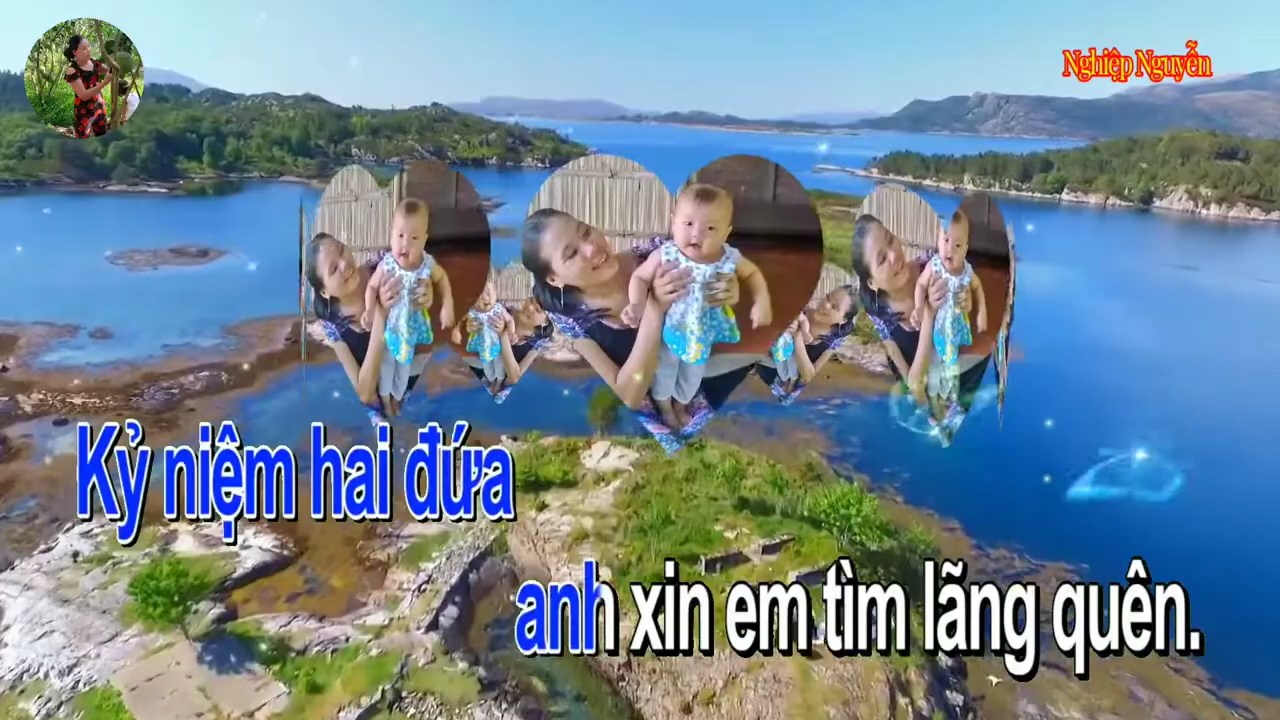 Nghiệp Nguyễn
Kỷ niệm hai đứa
anh xin em tìm lãng quên.